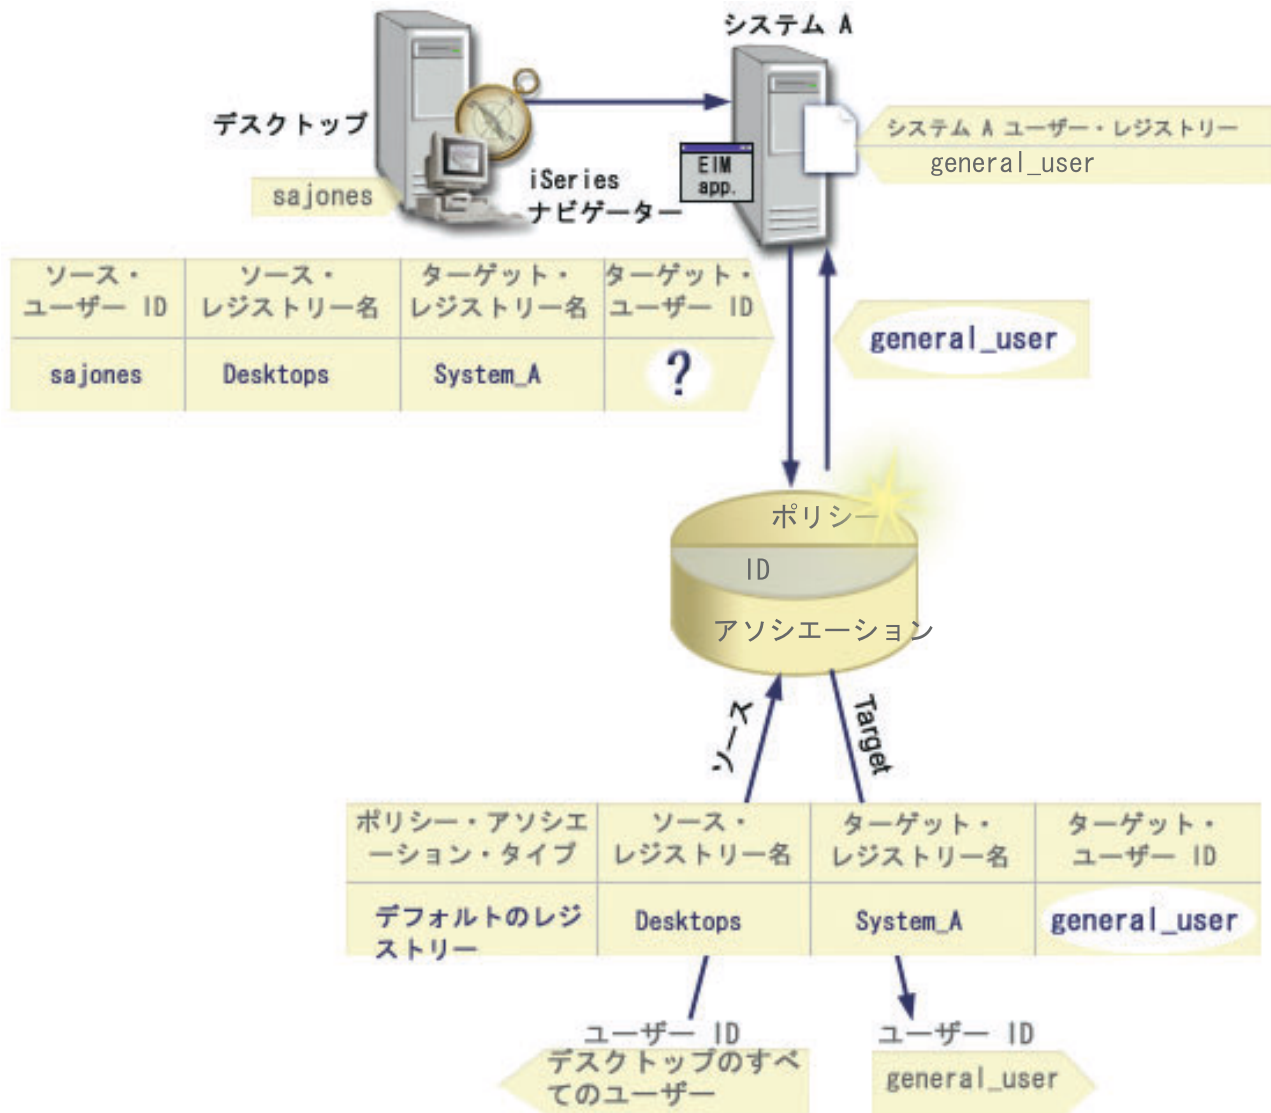 システム A
デスクトップ
システム A ユーザー・レジストリー
general_user
EIM
app.
iSeries
ナビゲーター
sajones
ソース・
ユーザー ID
ソース・
レジストリー名
ターゲット・
レジストリー名
ターゲット・
ユーザー ID
sajones
Desktops
System_A
?
general_user
ポリシー
ID
アソシエーション
ソース
Target
ポリシー・アソシエ
ーション・タイプ
ソース・
レジストリー名
ターゲット・
レジストリー名
ターゲット・
ユーザー ID
デフォルトのレジ
ストリー
Desktops
System_A
general_user
ユーザー ID
デスクトップのすべ
てのユーザー
ユーザー ID
general_user